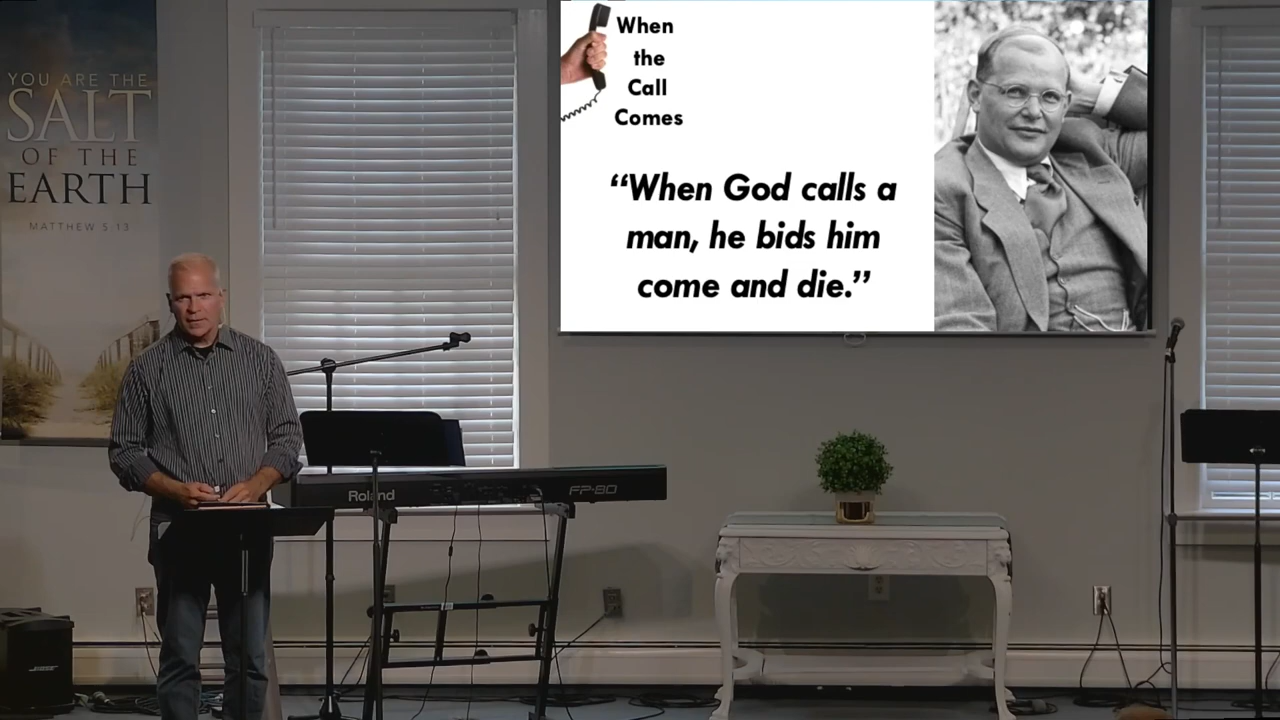 YOU ARE THE
SALT
OF THE
EARTH
MATTHEW 5:13
When
the
Call
Comes
“When God calls a
man, he bids him
come and die.”
Roland
FP-80